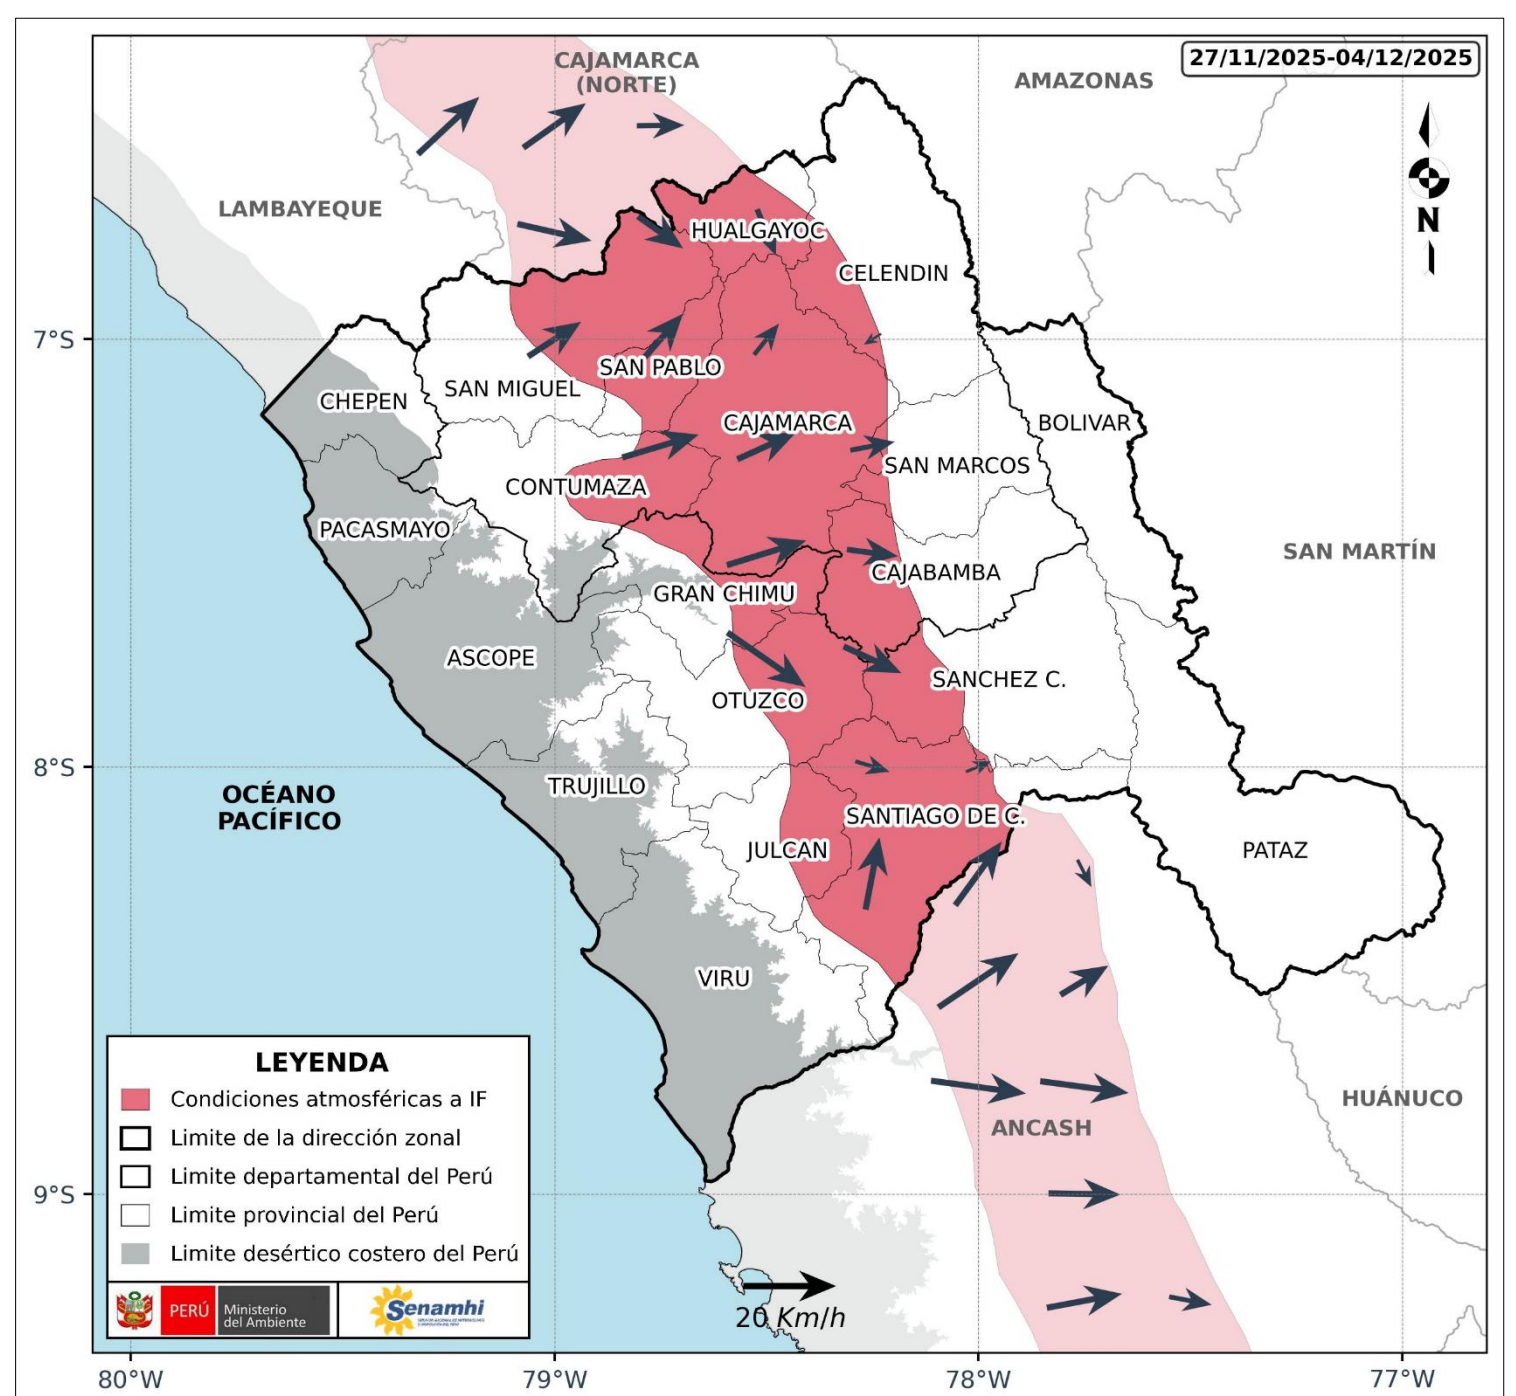 27/11/2025-04/12/2025
CAJAMARCA
(NORTE)
AMAZONAS
LAMBAYEQUE
N
HUALGAYOC
CELENDIN
7°S
SAN PABLO
SAN MIGUEL
CHEPEN
CAJAMARCA
BOLIVAR
SAN MARCOS
CONTUMAZA
PACASMAYO
SAN MARTÍN
CAJABAMBA
GRAN CHIMU
ASCOPE
SANCHEZ C.
OTUZCO
8°S
TRUJILLO
OCÉANO
PACÍFICO
SANTIAGO DE C.
JULCAN
PATAZ
VIRU
HUÁNUCO
ANCASH
9°S
LEYENDA
Condiciones atmosféricas a IF
Limite de la dirección zonal
Limite departamental del Perú
Limite provincial del Perú
Limite desértico costero del Perú
PERÚ
Ministerio
del Ambiente
Senamhi
20 Km/h
80°W
79°W
78°W
77°W